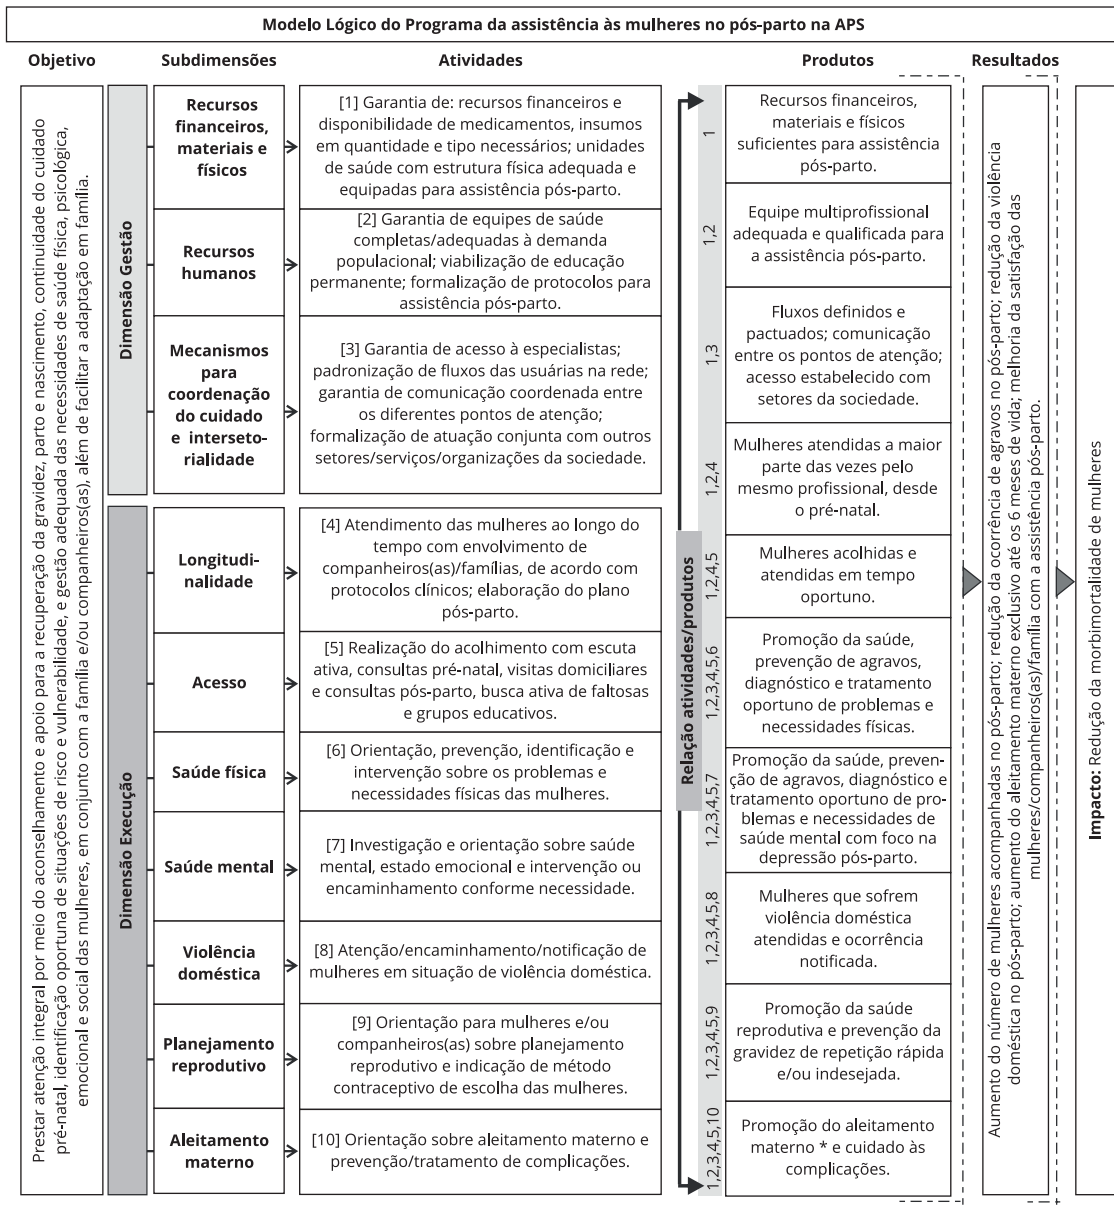 Modelo Lógico do Programa da assistência às mulheres no pós-parto na APS
Objetivo
Subdimensões
Atividades
Produtos
Resultados
Prestar atenção integral por meio do aconselhamento e apoio para a recuperação da gravidez, parto e nascimento, continuidade do cuidado
pré-natal, identificação oportuna de situações de risco e vulnerabilidade, e gestão adequada das necessidades de saúde física, psicológica,
emocional e social das mulheres, em conjunto com a família e/ou companheiros(as), além de facilitar a adaptação em família.
Dimensão Gestão
Recursos
financeiros,
materiais e
físicos
[1] Garantia de: recursos financeiros e
disponibilidade de medicamentos, insumos
em quantidade e tipo necessários; unidades
de saúde com estrutura física adequada e
equipadas para assistência pós-parto.
Recursos
humanos
[2] Garantia de equipes de saúde
completas/adequadas à demanda
populacional; viabilização de educação
permanente; formalização de protocolos para
assistência pós-parto.
Mecanismos
para
coordenação
do cuidado
e interseto-
rialidade
[3] Garantia de acesso à especialistas;
padronização de fluxos das usuárias na rede;
garantia de comunicação coordenada entre
os diferentes pontos de atenção;
formalização de atuação conjunta com outros
setores/serviços/organizações da sociedade.
Dimensão Execução
Longitudi-
nalidade
[4] Atendimento das mulheres ao longo do
tempo com envolvimento de
companheiros(as)/famílias, de acordo com
protocolos clínicos; elaboração do plano
pós-parto.
Acesso
[5] Realização do acolhimento com escuta
ativa, consultas pré-natal, visitas domiciliares
e consultas pós-parto, busca ativa de faltosas
e grupos educativos.
Saúde física
[6] Orientação, prevenção, identificação e
intervenção sobre os problemas e
necessidades físicas das mulheres.
Saúde mental
[7] Investigação e orientação sobre saúde
mental, estado emocional e intervenção ou
encaminhamento conforme necessidade.
Violência
doméstica
[8] Atenção/encaminhamento/notificação de
mulheres em situação de violência doméstica.
Planejamento
reprodutivo
[9] Orientação para mulheres e/ou
companheiros(as) sobre planejamento
reprodutivo e indicação de método
contraceptivo de escolha das mulheres.
Aleitamento
materno
[10] Orientação sobre aleitamento materno e
prevenção/tratamento de complicações.
Relação atividades/produtos
1
Recursos financeiros,
materiais e físicos
suficientes para assistência
pós-parto.
1,2
Equipe multiprofissional
adequada e qualificada para
a assistência pós-parto.
1,3
Fluxos definidos e
pactuados; comunicação
entre os pontos de atenção;
acesso estabelecido com
setores da sociedade.
1,2,4
Mulheres atendidas a maior
parte das vezes pelo
mesmo profissional, desde
o pré-natal.
1,2,4,5
Mulheres acolhidas e
atendidas em tempo
oportuno.
1,2,3,4,5,6
Promoção da saúde,
prevenção de agravos,
diagnóstico e tratamento
oportuno de problemas e
necessidades físicas.
1,2,3,4,5,7
Promoção da saúde, preven-
ção de agravos, diagnóstico e
tratamento oportuno de pro-
blemas e necessidades de
saúde mental com foco na
depressão pós-parto.
1,2,3,4,5,8
Mulheres que sofrem
violência doméstica
atendidas e ocorrência
notificada.
1,2,3,4,5,9
Promoção da saúde
reprodutiva e prevenção da
gravidez de repetição rápida
e/ou indesejada.
1,2,3,4,5,10
Promoção do aleitamento
materno * e cuidado às
complicações.
Aumento do número de mulheres acompanhadas no pós-parto; redução da ocorrência de agravos no pós-parto; redução da violência
doméstica no pós-parto; aumento do aleitamento materno exclusivo até os 6 meses de vida; melhoria da satisfação das
mulheres/companheiros(as)/família com a assistência pós-parto.
Impacto: Redução da morbimortalidade de mulheres